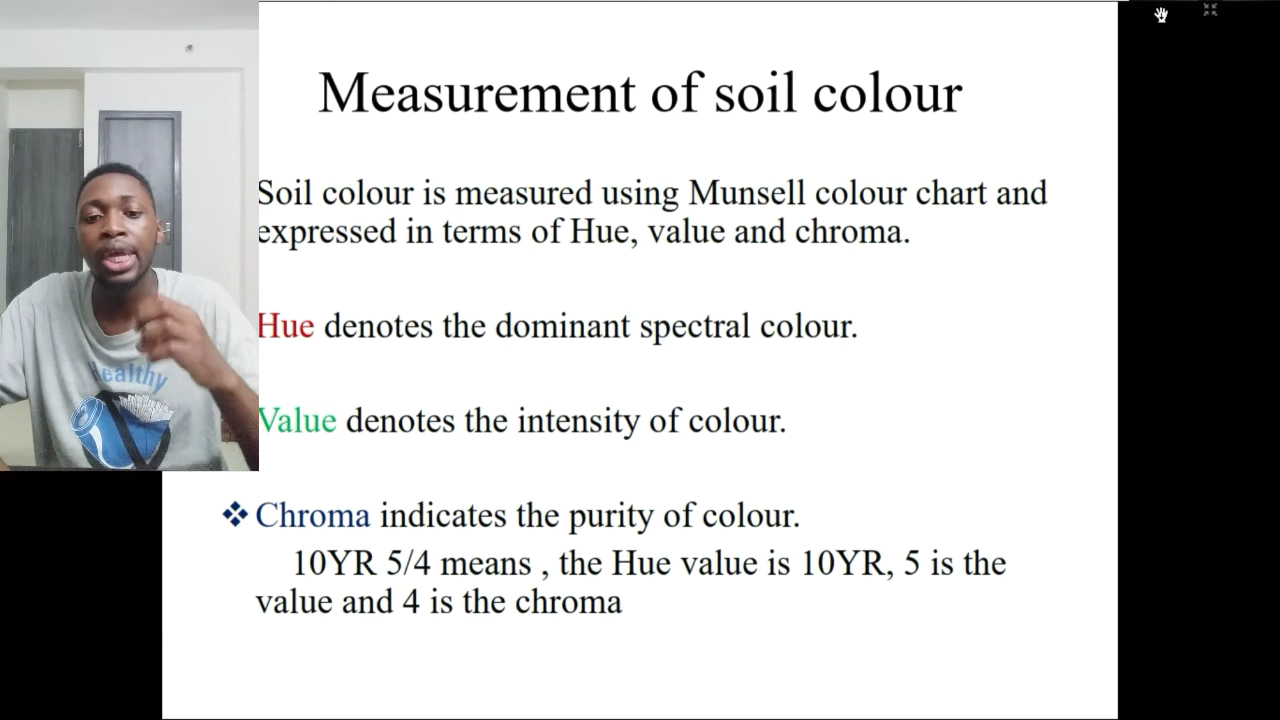 Measurement of soil colour
Soil colour is measured using Munsell colour chart and
expressed in terms of Hue, value and chroma.
Hue denotes the dominant spectral colour.
Healthy
Value denotes the intensity of colour.
Chroma indicates the purity of colour.
10YR 5/4 means , the Hue value is 10YR, 5 is the
value and 4 is the chroma